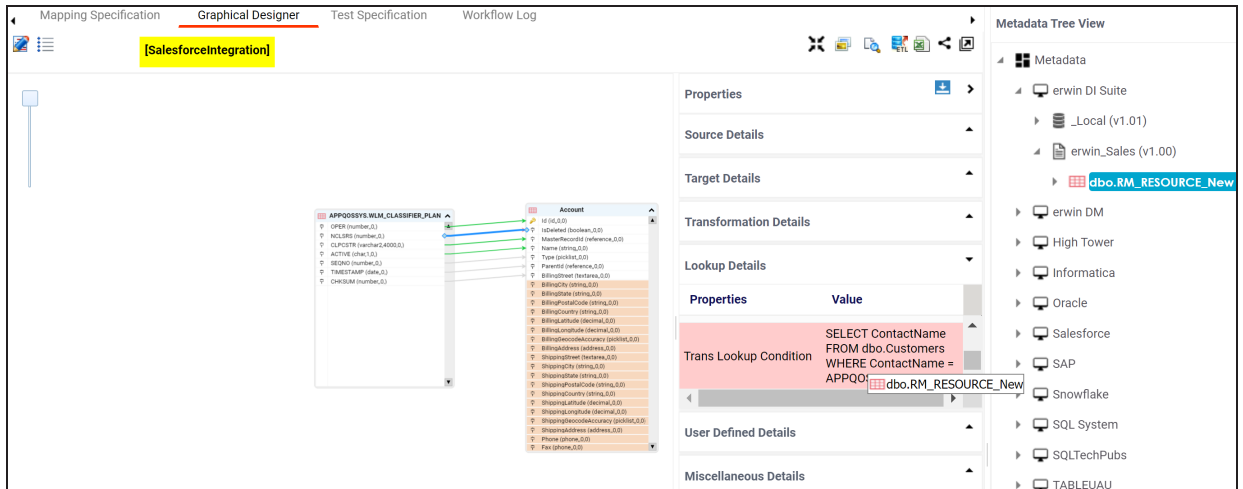 Mapping Specification
Graphical Designer
Test Specification
Workflow Log
[SalesforceIntegration]
ETL
APPQOSSYS.WLM_CLASSIFIER_PLAN
OPER (number,,0,)
NCLSRS (number,,0,)
CLPCSTR (varchar2,4000,0,)
ACTIVE (char,1,0,)
SEQNO (number,,0,)
TIMESTAMP (date,,0,)
CHKSUM (number,,0,)
Account
Id (id,,0,0)
IsDeleted (boolean,,0,0)
MasterRecordId (reference,,0,0)
Name (string,,0,0)
Type (picklist,,0,0)
ParentId (reference,,0,0)
BillingStreet (textarea,,0,0)
BillingCity (string,,0,0)
BillingState (string,,0,0)
BillingPostalCode (string,,0,0)
BillingCountry (string,,0,0)
BillingLatitude (decimal,,0,0)
BillingLongitude (decimal,,0,0)
BillingGeocodeAccuracy (picklist,,0,0)
BillingAddress (address,,0,0)
ShippingStreet (textarea,,0,0)
ShippingCity (string,,0,0)
ShippingState (string,,0,0)
ShippingPostalCode (string,,0,0)
ShippingCountry (string,,0,0)
ShippingLatitude (decimal,,0,0)
ShippingLongitude (decimal,,0,0)
ShippingGeocodeAccuracy (picklist,,0,0)
ShippingAddress (address,,0,0)
Phone (phone,,0,0)
Fax (phone,,0,0)
Properties
Source Details
Target Details
Transformation Details
Lookup Details
Properties
Value
Trans Lookup Condition
SELECT ContactName
FROM dbo.Customers
WHERE ContactName =
APPQOS
dbo.RM_RESOURCE_New
User Defined Details
Miscellaneous Details
Metadata Tree View
Metadata
erwin DI Suite
_Local (v1.01)
erwin_Sales (v1.00)
dbo.RM_RESOURCE_New
erwin DM
High Tower
Informatica
Oracle
Salesforce
SAP
Snowflake
SQL System
SQLTechPubs
TABLEUAU